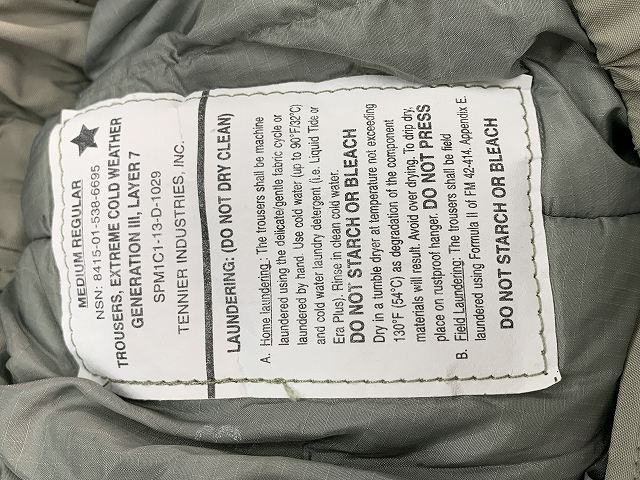 MEDIUM REGULAR
NSN: 8415-01-538-6695
TROUSERS, EXTREME COLD WEATHER
GENERATION III, LAYER 7
SPM1C1-13-D-1029
TENNIER INDUSTRIES, INC.
LAUNDERING: (DO NOT DRY CLEAN)
A. Home laundering: The trousers shall be machine
laundered using the delicate/gentle fabric cycle or
laundered by hand. Use cold water (up to 90°F(32°C)
and cold water laundry detergent (i.e. Liquid Tide or
Era Plus). Rinse in clean cold water.
DO NOT STARCH OR BLEACH
Dry in a tumble dryer at temperature not exceeding
130°F (54°C) as degradation of the component
materials will result. Avoid over drying. To drip dry,
place on rustproof hanger. DO NOT PRESS
B. Field Laundering: The trousers shall be field
laundered using Formula II of FM 42-414. Appendix E.
DO NOT STARCH OR BLEACH